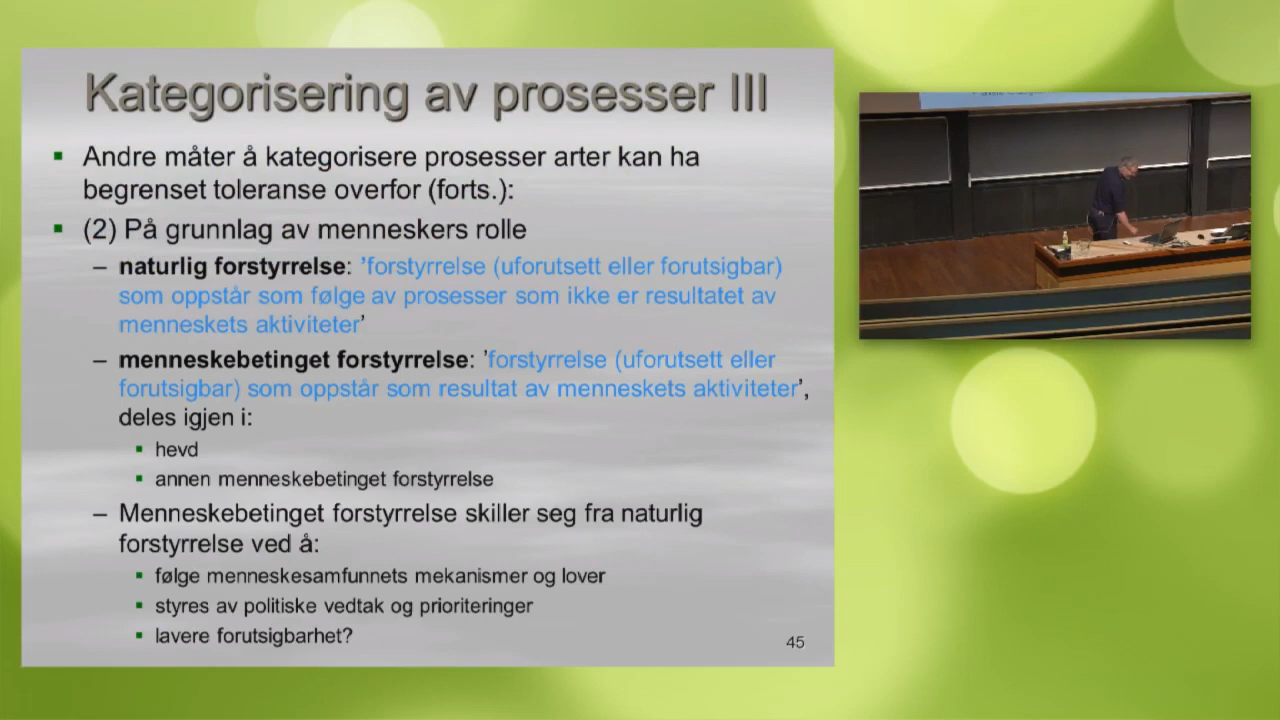 Kategorisering av prosesser III
Andre måter å kategorisere prosesser arter kan ha
begrenset toleranse overfor (forts.):
(2) På grunnlag av menneskers rolle
– naturlig forstyrrelse: ’forstyrrelse (uforutsett eller forutsigbar)
som oppstår som følge av prosesser som ikke er resultatet av
menneskets aktiviteter’
– menneskebetinget forstyrrelse: ’forstyrrelse (uforutsett eller
forutsigbar) som oppstår som resultat av menneskets aktiviteter’,
deles igjen i:
hevd
annen menneskebetinget forstyrrelse
– Menneskebetinget forstyrrelse skiller seg fra naturlig
forstyrrelse ved å:
følge menneskesamfunnets mekanismer og lover
styres av politiske vedtak og prioriteringer
lavere forutsigbarhet?
45